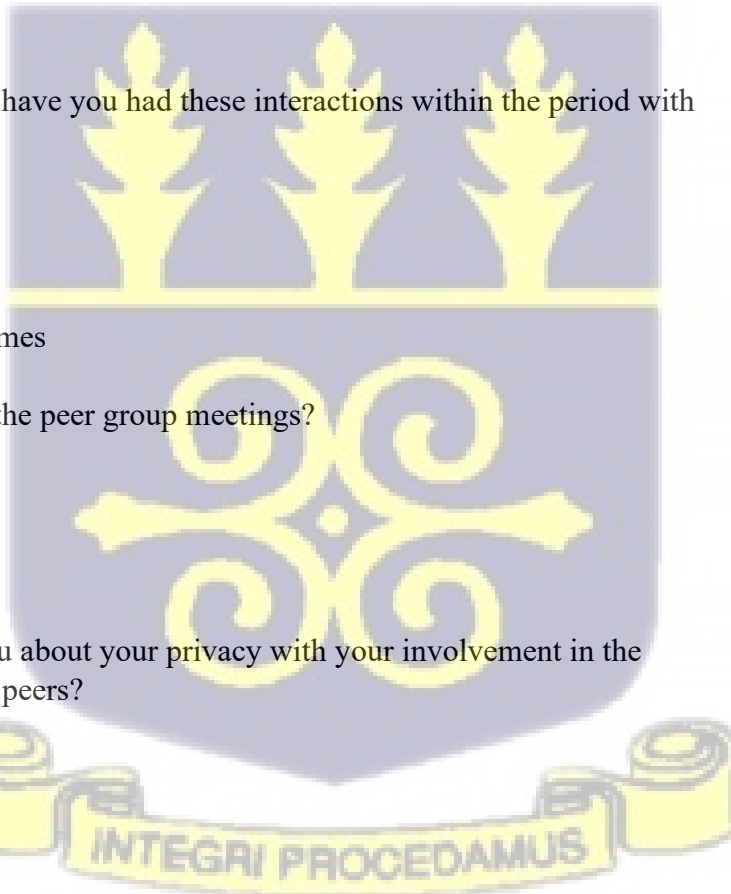 have you had these interactions within the period with
mes
the peer group meetings?
about your privacy with your involvement in the
peers?
INTEGRI PROCEDAMUS